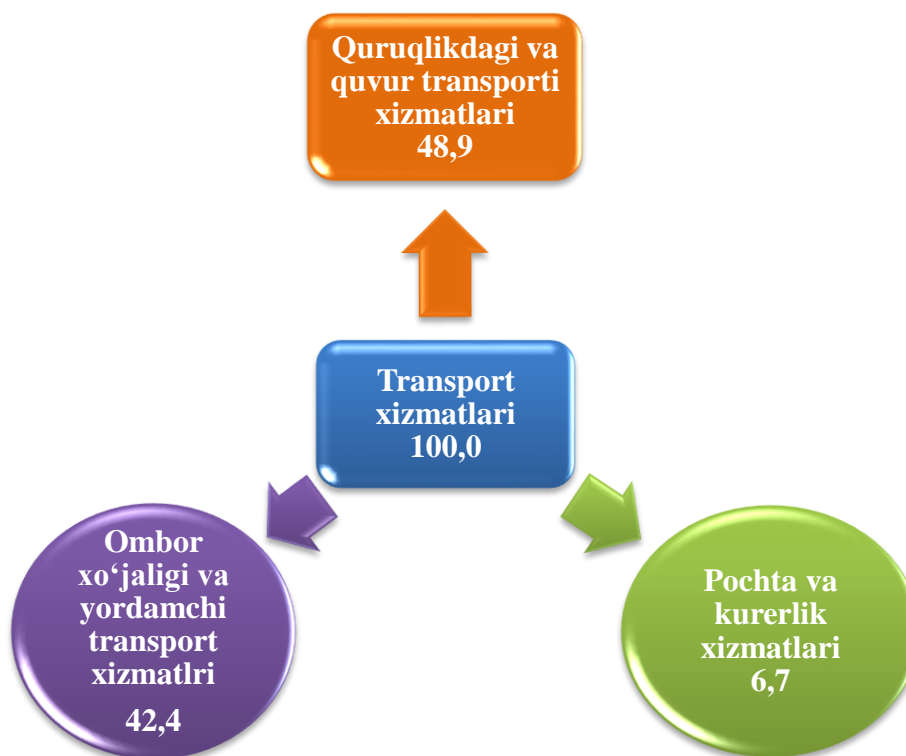 Quruqlikdagi va
quvur transporti
xizmatlari
48,9
Transport
xizmatlari
100,0
Ombor
xo‘jaligi va
yordamchi
transport
xizmatlri
42,4
Pochta va
kurerlik
xizmatlari
6,7